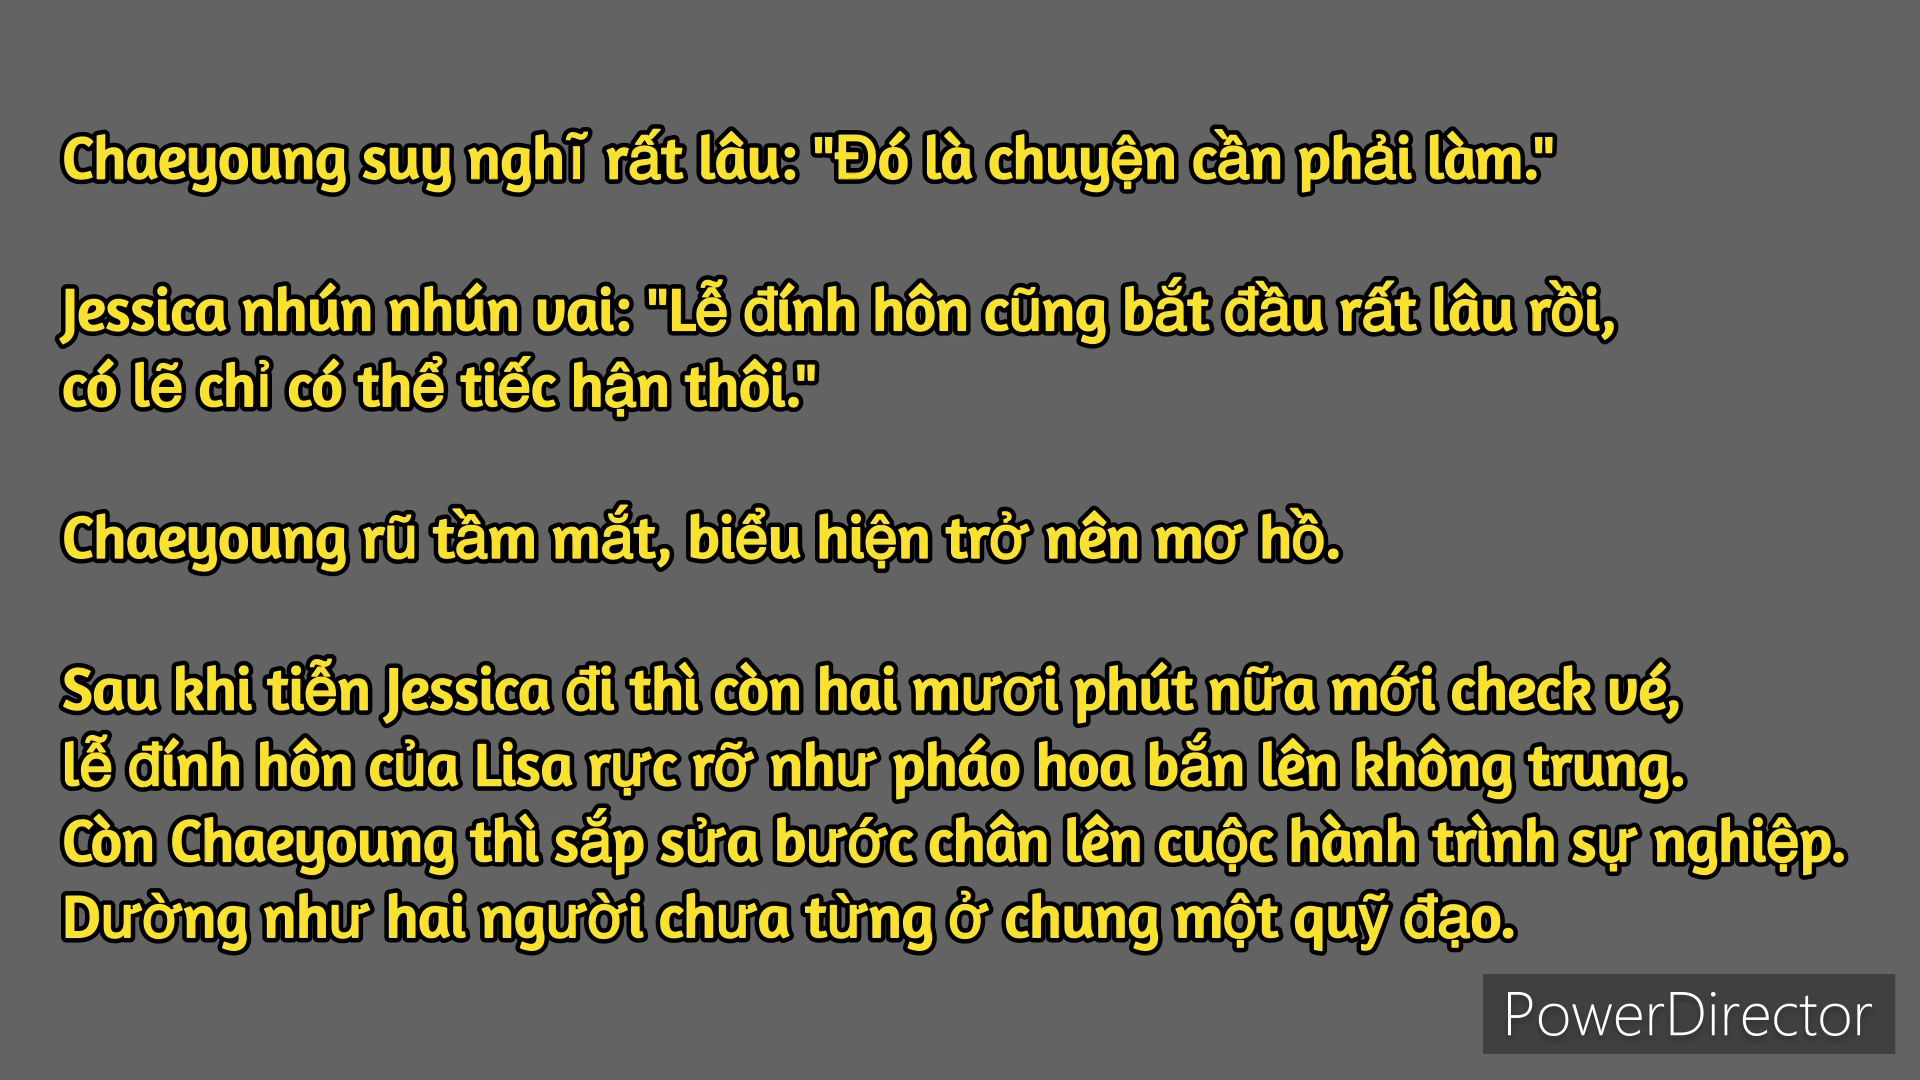 Chaeyoung suy nghĩ rất lâu: "Đó là chuyện cần phải làm."
Jessica nhún nhún vai: "Lễ đính hôn cũng bắt đầu rất lâu rồi,
có lẽ chỉ có thể tiếc hận thôi."
Chaeyoung rũ tầm mắt, biểu hiện trở nên mơ hồ.
Sau khi tiễn Jessica đi thì còn hai mươi phút nữa mới check vé,
lễ đính hôn của Lisa rực rỡ như pháo hoa bắn lên không trung.
Còn Chaeyoung thì sắp sửa bước chân lên cuộc hành trình sự nghiệp.
Dường như hai người chưa từng ở chung một quỹ đạo.
PowerDirector